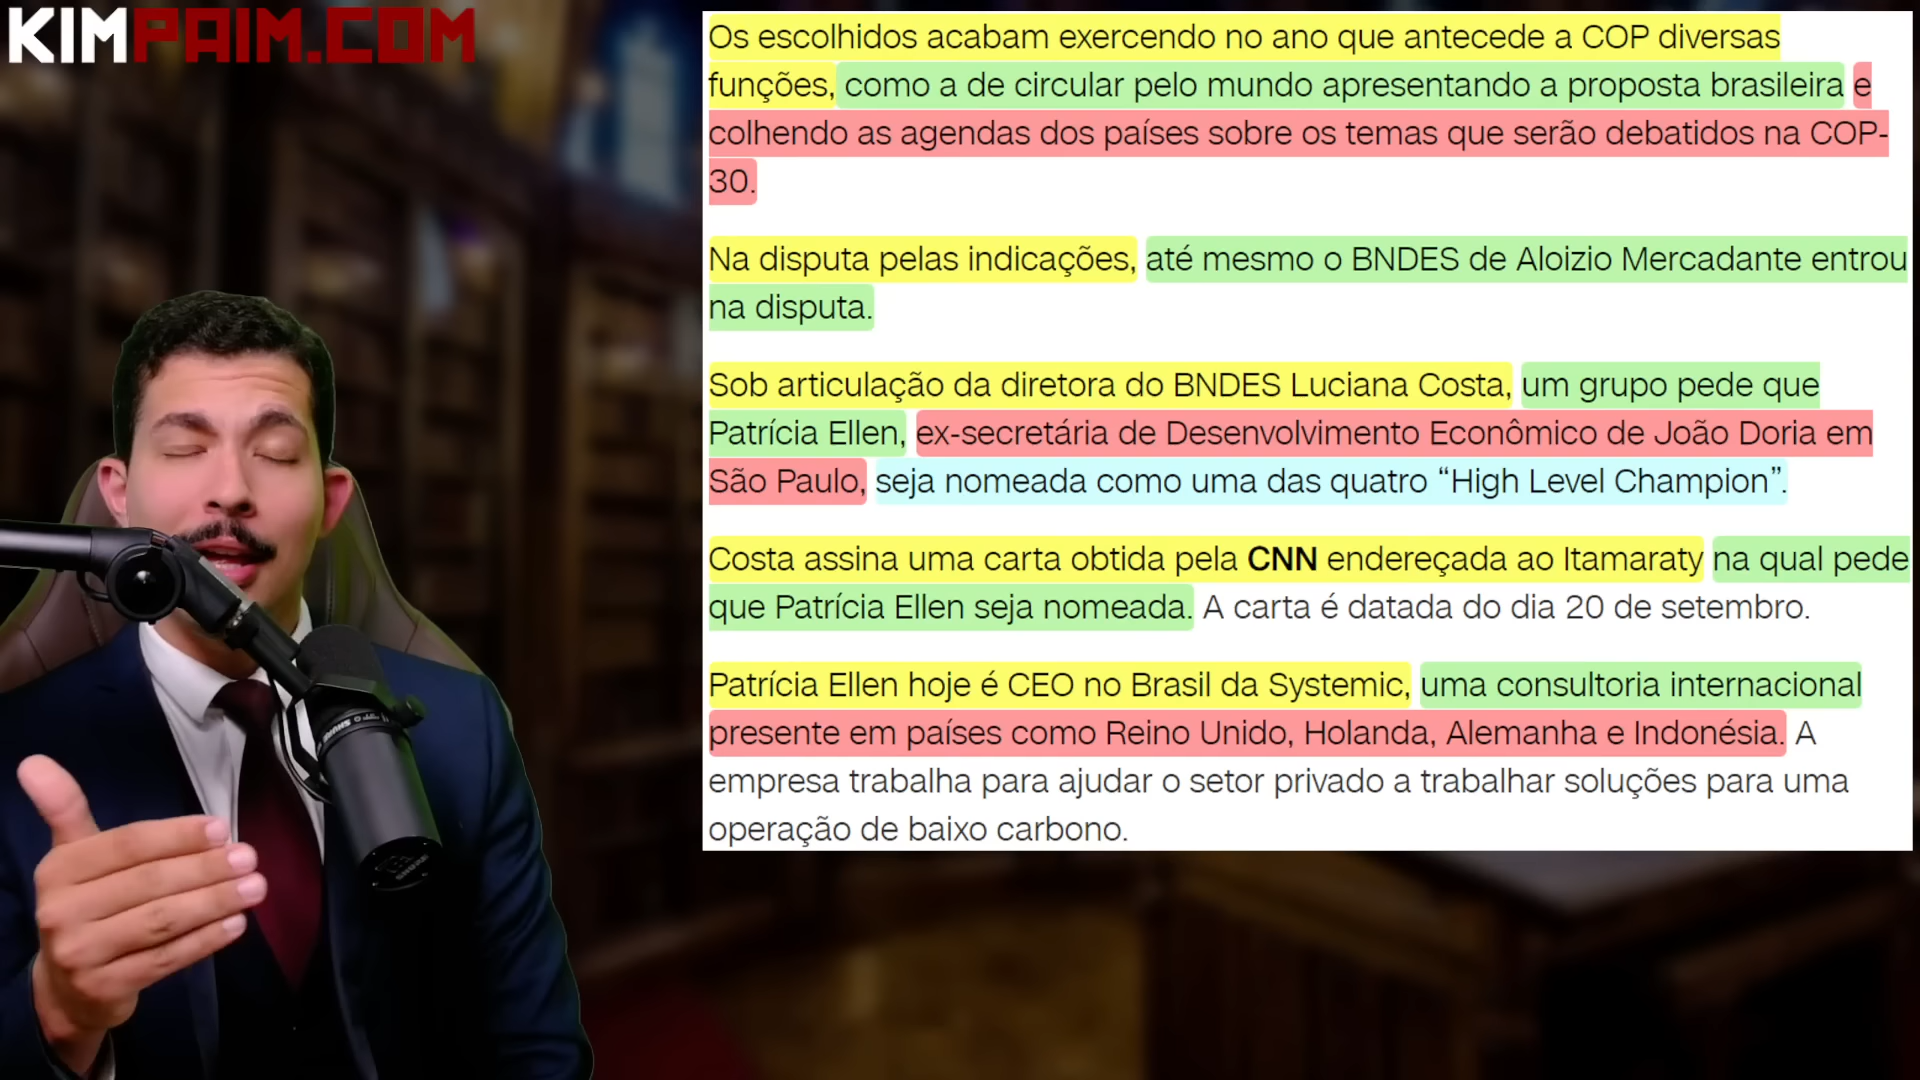 KIMPAIM.COM
Os escolhidos acabam exercendo no ano que antecede a COP diversas
funções, como a de circular pelo mundo apresentando a proposta brasileira e
colhendo as agendas dos países sobre os temas que serão debatidos na COP-
30.
Na disputa pelas indicações, até mesmo o BNDES de Aloizio Mercadante entrou
na disputa.
Sob articulação da diretora do BNDES Luciana Costa, um grupo pede que
Patrícia Ellen, ex-secretária de Desenvolvimento Econômico de João Doria em
São Paulo, seja nomeada como uma das quatro “High Level Champion”.
Costa assina uma carta obtida pela CNN endereçada ao Itamaraty na qual pede
que Patrícia Ellen seja nomeada. A carta é datada do dia 20 de setembro.
Patrícia Ellen hoje é CEO no Brasil da Systemic, uma consultoria internacional
presente em países como Reino Unido, Holanda, Alemanha e Indonésia. A
empresa trabalha para ajudar o setor privado a trabalhar soluções para uma
operação de baixo carbono.